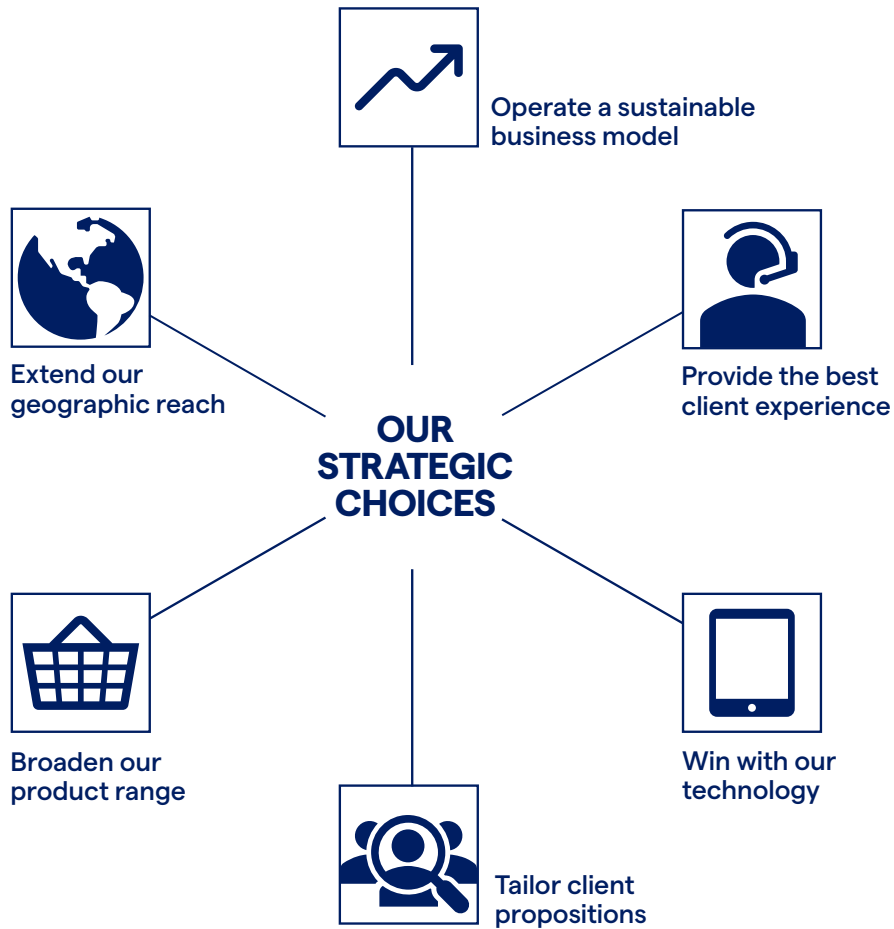 Operate a sustainable
business model
Extend our
geographic reach
Provide the best
client experience
OUR
STRATEGIC
CHOICES
Broaden our
product range
Win with our
technology
Tailor client
propositions